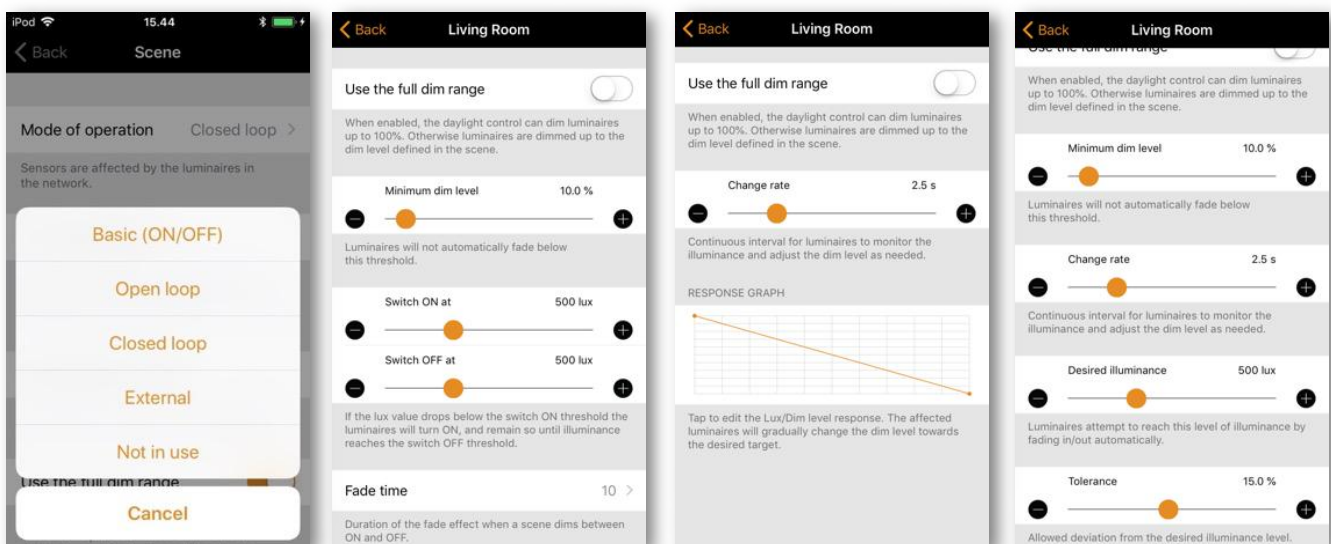 iPod 15.44
Back Scene
Mode of operation Closed loop
Sensors are affected by the luminaires in
the network.
Basic (ON/OFF)
Open loop
Closed loop
External
Not in use
Use the full dim range
Cancel
Back Living Room
Use the full dim range
When enabled, the daylight control can dim luminaires
up to 100%. Otherwise luminaires are dimmed up to the
dim level defined in the scene.
Minimum dim level 10.0 %
Luminaires will not automatically fade below
this threshold.
Switch ON at 500 lux
Switch OFF at 500 lux
If the lux value drops below the switch ON threshold the
luminaires will turn ON, and remain so until illuminance
reaches the switch OFF threshold.
Fade time 10
Duration of the fade effect when a scene dims between
ON and OFF.
Back Living Room
Use the full dim range
When enabled, the daylight control can dim luminaires
up to 100%. Otherwise luminaires are dimmed up to the
dim level defined in the scene.
Change rate 2.5 s
Continuous interval for luminaires to monitor the
illuminance and adjust the dim level as needed.
RESPONSE GRAPH
Tap to edit the Lux/Dim level response. The affected
luminaires will gradually change the dim level towards
the desired target.
Back Living Room
Use the full dim range
When enabled, the daylight control can dim luminaires
up to 100%. Otherwise luminaires are dimmed up to the
dim level defined in the scene.
Minimum dim level 10.0 %
Luminaires will not automatically fade below
this threshold.
Change rate 2.5 s
Continuous interval for luminaires to monitor the
illuminance and adjust the dim level as needed.
Desired illuminance 500 lux
Luminaires attempt to reach this level of illuminance by
fading in/out automatically.
Tolerance 15.0 %
Allowed deviation from the desired illuminance level.